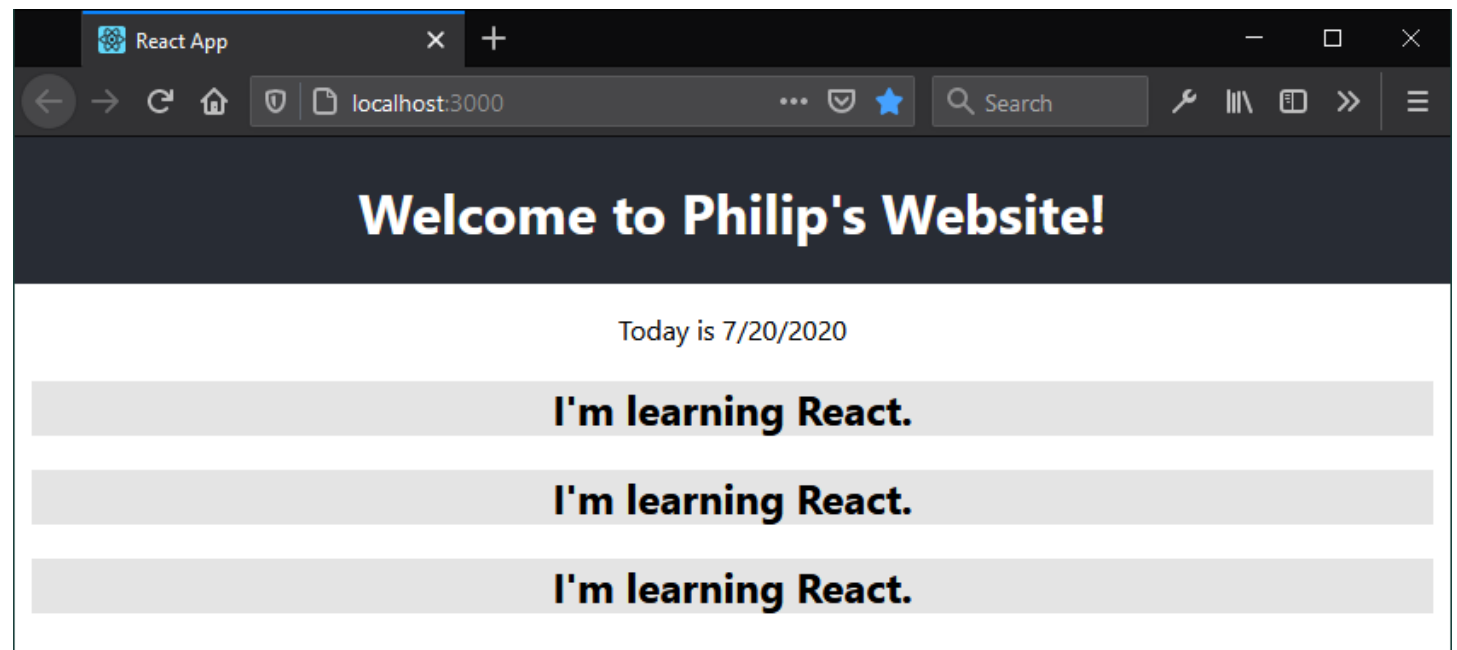 React App
localhost:3000
Search
Welcome to Philip's Website!
Today is 7/20/2020
I'm learning React.
I'm learning React.
I'm learning React.